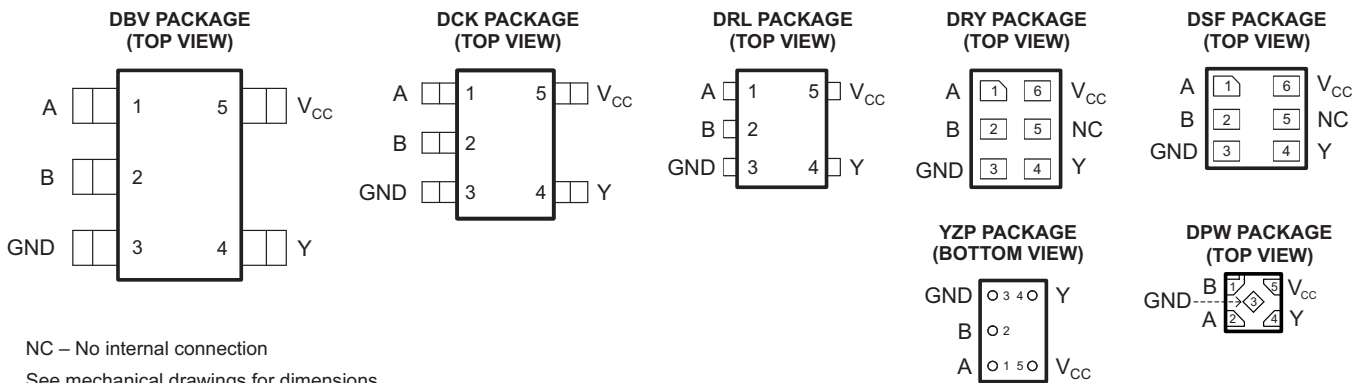 DBV PACKAGE
(TOP VIEW)
A 1 5 VCC
B 2
GND 3 4 Y
DCK PACKAGE
(TOP VIEW)
A 1 5 VCC
B 2
GND 3 4 Y
DRL PACKAGE
(TOP VIEW)
A 1 5 VCC
B 2
GND 3 4 Y
DRY PACKAGE
(TOP VIEW)
A 1 6 VCC
B 2 5 NC
GND 3 4 Y
DSF PACKAGE
(TOP VIEW)
A 1 6 VCC
B 2 5 NC
GND 3 4 Y
YZP PACKAGE
(BOTTOM VIEW)
GND 3 4 Y
B 2
A 1 5 VCC
DPW PACKAGE
(TOP VIEW)
B 1 5 VCC
GND 3
A 2 4 Y
NC – No internal connection
See mechanical drawings for dimensions